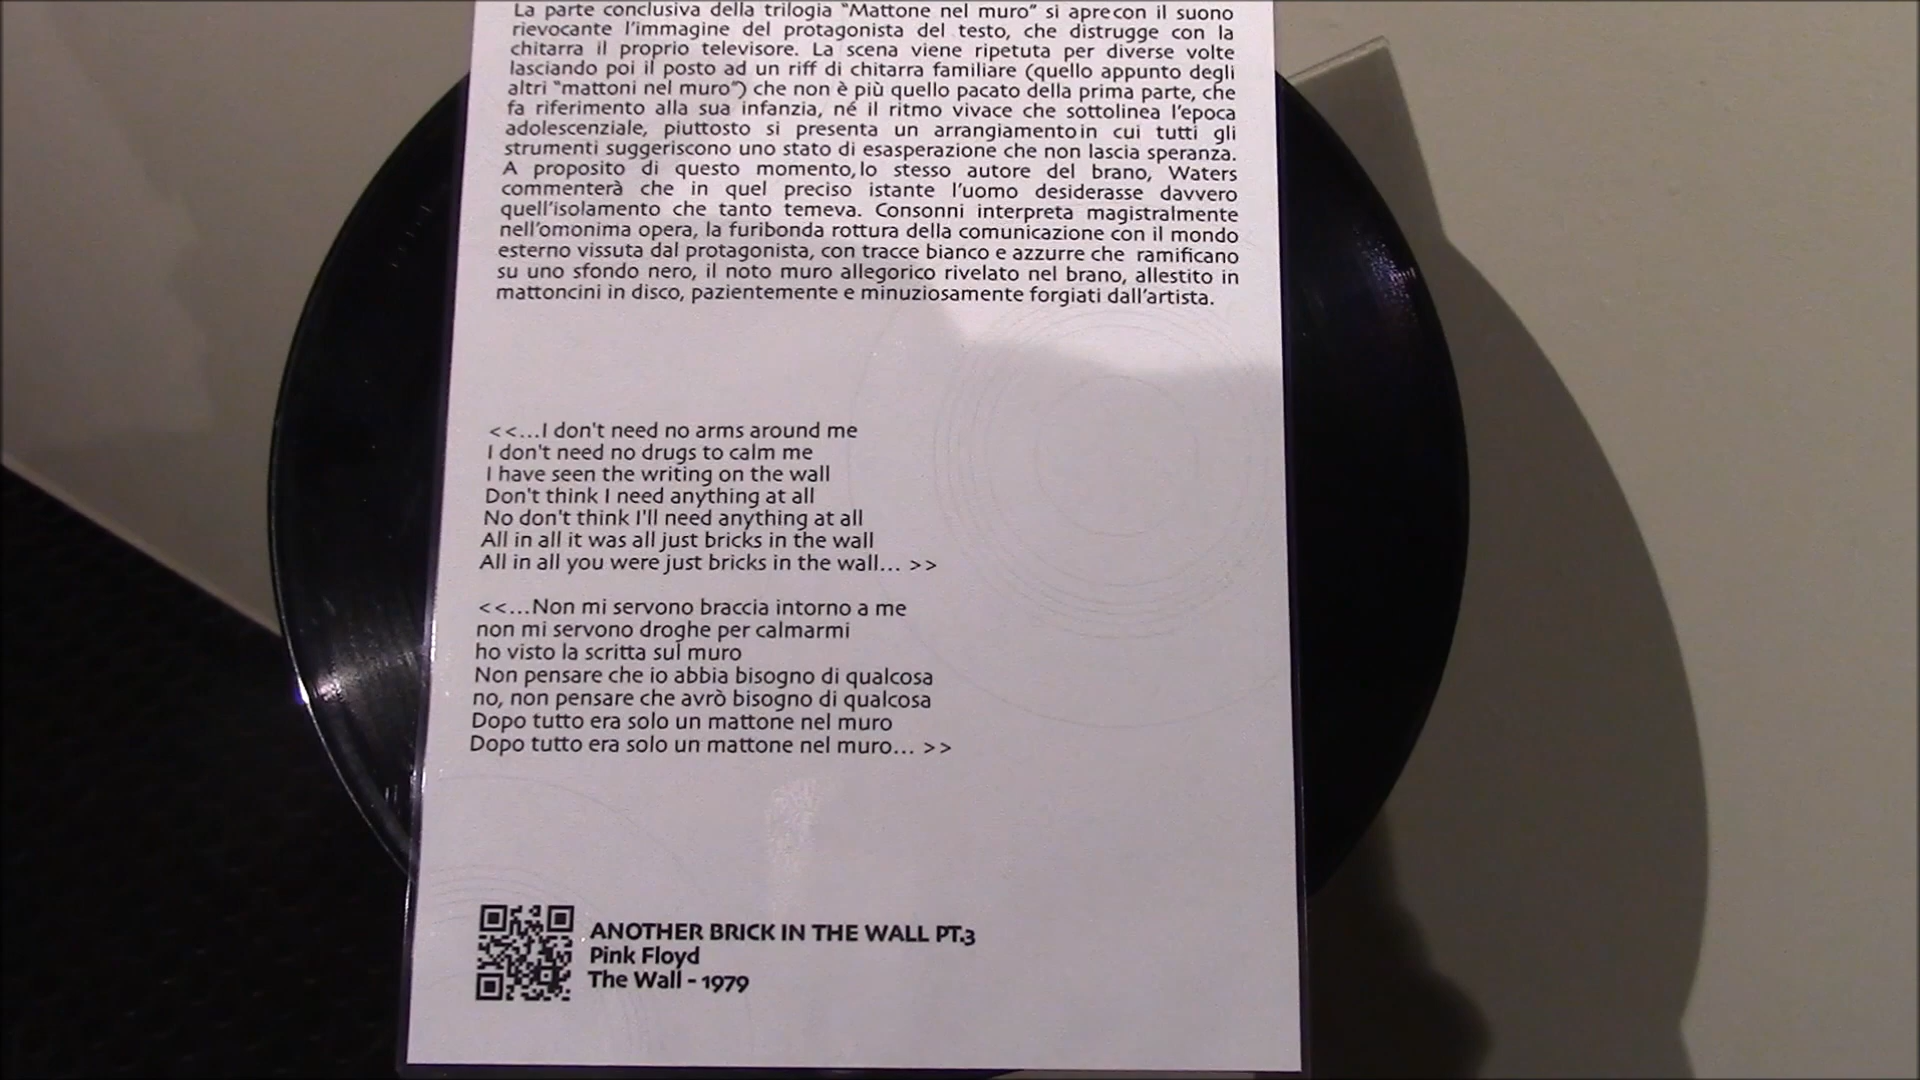 La parte conclusiva della trilogia “Mattone nel muro” si apre con il suono
rievocante l’immagine del protagonista del testo, che distrugge con la
chitarra il proprio televisore. La scena viene ripetuta per diverse volte
lasciando poi il posto ad un riff di chitarra familiare (quello appunto degli
altri “mattoni nel muro”) che non è più quello pacato della prima parte, che
fa riferimento alla sua infanzia, né il ritmo vivace che sottolinea l’epoca
adolescenziale, piuttosto si presenta un arrangiamento in cui tutti gli
strumenti suggeriscono uno stato di esasperazione che non lascia speranza.
A proposito di questo momento, lo stesso autore del brano, Waters
commenterà che in quel preciso istante l’uomo desiderasse davvero
quell’isolamento che tanto temeva. Consonni interpreta magistralmente
nell’omonima opera, la furibonda rottura della comunicazione con il mondo
esterno vissuta dal protagonista, con tracce bianco e azzurre che ramificano
su uno sfondo nero, il noto muro allegorico rivelato nel brano, allestito in
mattoncini in disco, pazientemente e minuziosamente forgiati dall’artista.
<<...I don't need no arms around me
I don't need no drugs to calm me
I have seen the writing on the wall
Don't think I need anything at all
No don't think I'll need anything at all
All in all it was all just bricks in the wall
All in all you were just bricks in the wall... >>
<<...Non mi servono braccia intorno a me
non mi servono droghe per calmarmi
ho visto la scritta sul muro
Non pensare che io abbia bisogno di qualcosa
no, non pensare che avrò bisogno di qualcosa
Dopo tutto era solo un mattone nel muro
Dopo tutto era solo un mattone nel muro... >>
ANOTHER BRICK IN THE WALL PT.3
Pink Floyd
The Wall - 1979